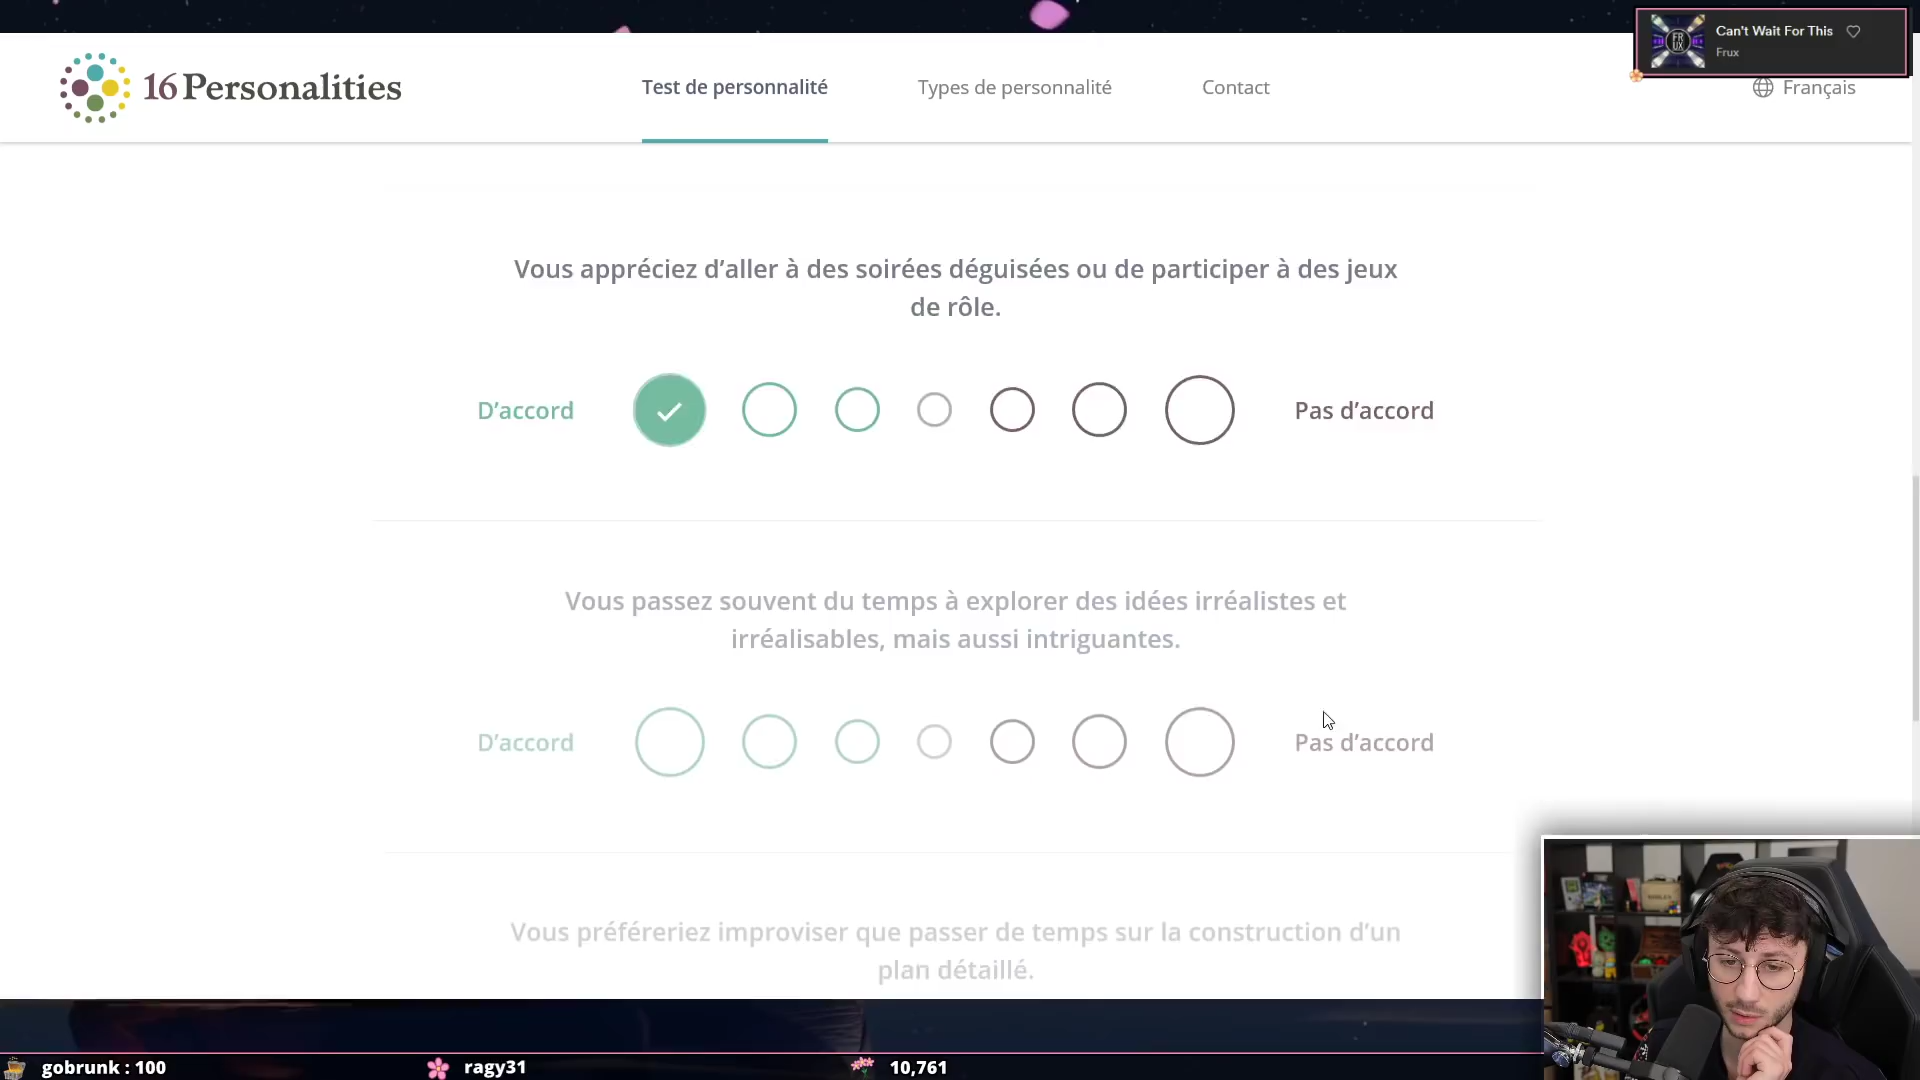 16Personalities
Test de personnalité
Types de personnalité
Contact
Français
Can't Wait For This
Frux
Vous appréciez d’aller à des soirées déguisées ou de participer à des jeux
de rôle.
D’accord
Pas d’accord
Vous passez souvent du temps à explorer des idées irréalistes et
irréalisables, mais aussi intriguantes.
D’accord
Pas d’accord
Vous préféreriez improviser que passer de temps sur la construction d’un
plan détaillé.
gobrunk : 100
ragy31
10,761